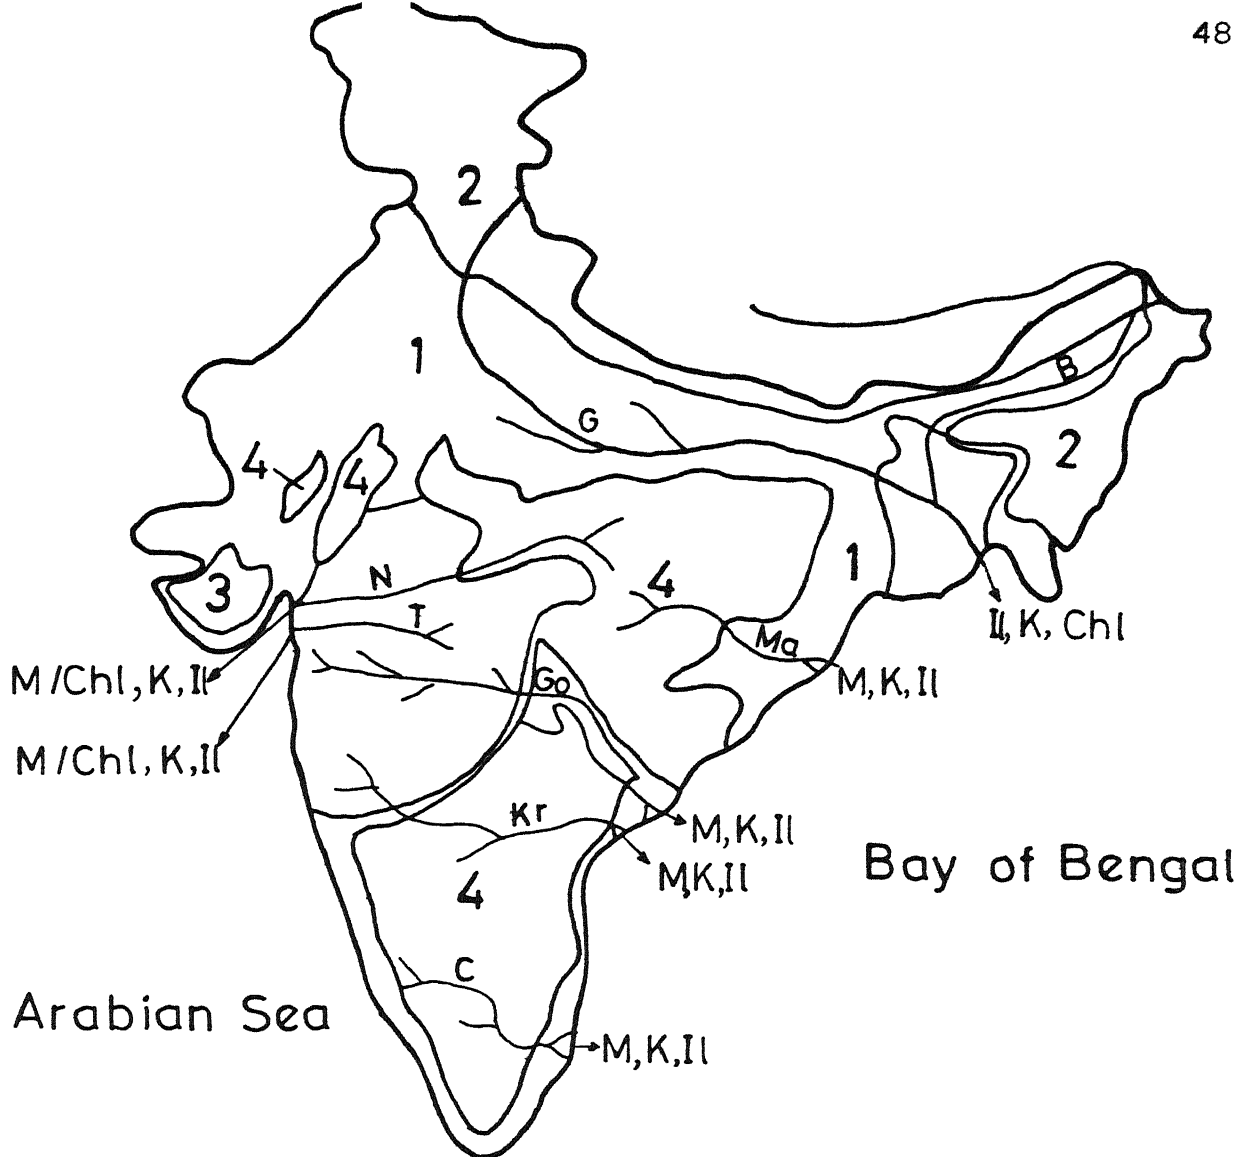 48
2
1
B
G
4
4
2
3
N
4
1
T
Il, K, Chl
Ma
M/Chl, K, Il
Go
M, K, Il
M/Chl, K, Il
Kr
M, K, Il
Bay of Bengal
M,K,Il
4
C
Arabian Sea
M, K, Il